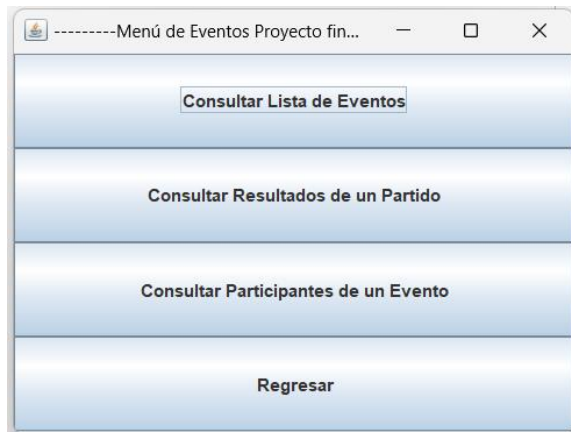 ---------Menú de Eventos Proyecto fin...
Consultar Lista de Eventos
Consultar Resultados de un Partido
Consultar Participantes de un Evento
Regresar